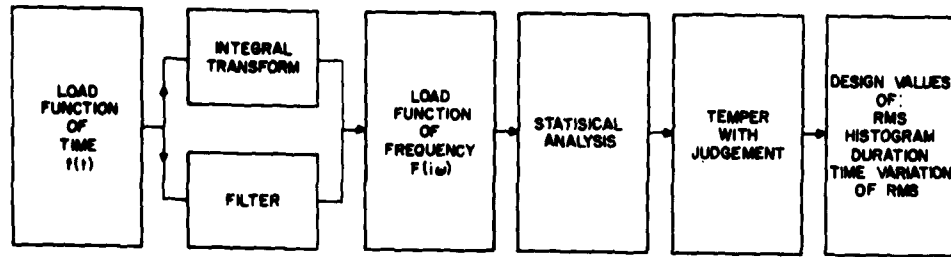 LOAD
FUNCTION
OF
TIME
f(t)
INTEGRAL
TRANSFORM
FILTER
LOAD
FUNCTION
OF
FREQUENCY
F(iω)
STATISICAL
ANALYSIS
TEMPER
WITH
JUDGEMENT
DESIGN VALUES
OF:
RMS
HISTOGRAM
DURATION
TIME VARIATION
OF RMS